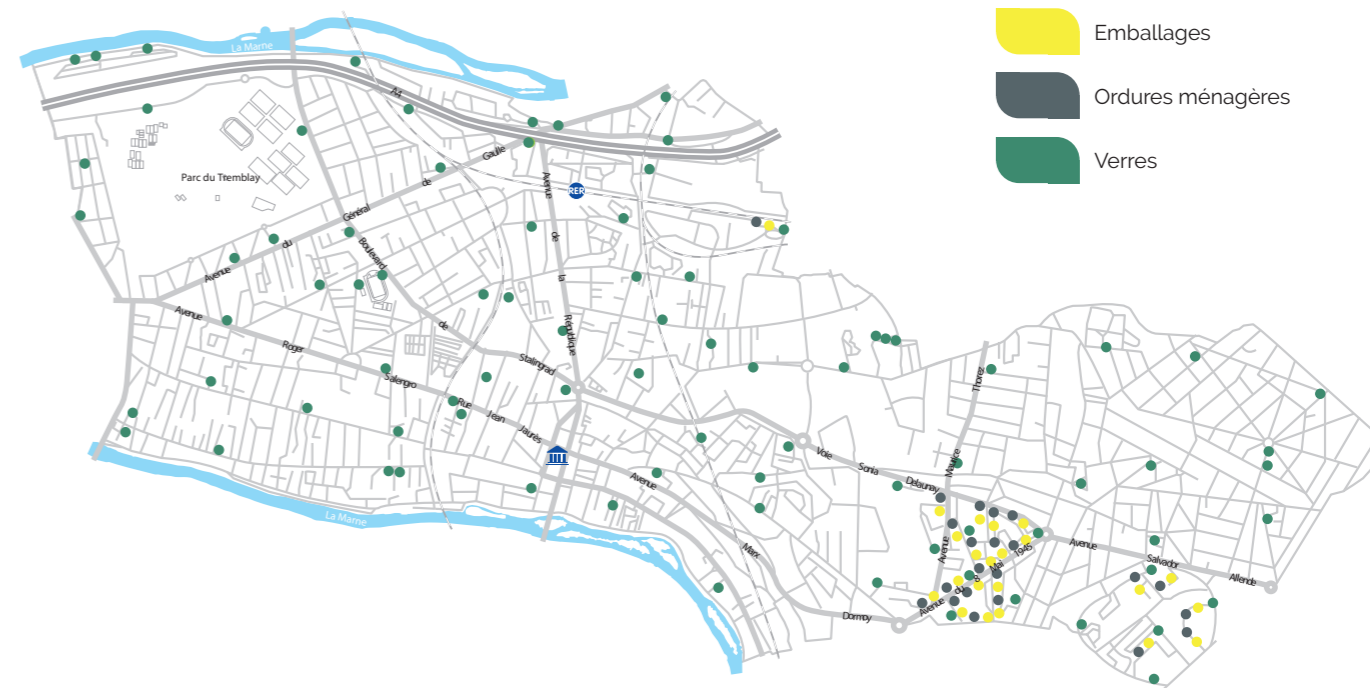 Emballages
Ordures ménagères
Verres
La Marne
A4
Parc du Tremblay
RER
Avenue du Général de Gaulle
Avenue de la République
Boulevard de Stalingrad
Avenue Roger Salengro
Rue Jean Jaurès
Avenue Marx Dormoy
Voie Sonia Delaunay
Avenue Maurice Thorez
Avenue du 8 Mai 1945
Avenue Salvador Allende
La Marne